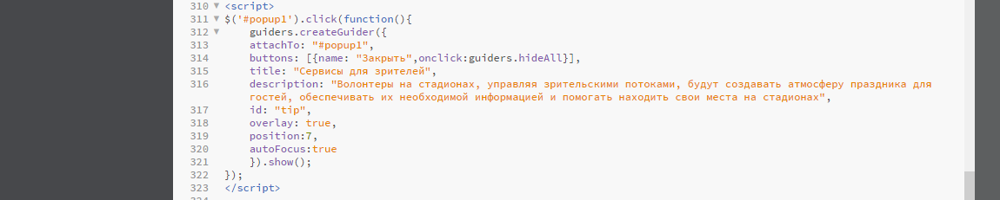 310 <script>
311 $('#popup1').click(function(){
312 guiders.createGuider({
313 attachTo: "#popup1",
314 buttons: [{name: "Закрыть",onclick:guiders.hideAll}],
315 title: "Сервисы для зрителей",
316 description: "Волонтеры на стадионах, управляя зрительскими потоками, будут создавать атмосферу праздника для
гостей, обеспечивать их необходимой информацией и помогать находить свои места на стадионах",
317 id: "tip",
318 overlay: true,
319 position:7,
320 autoFocus:true
321 }).show();
322 });
323 </script>
324